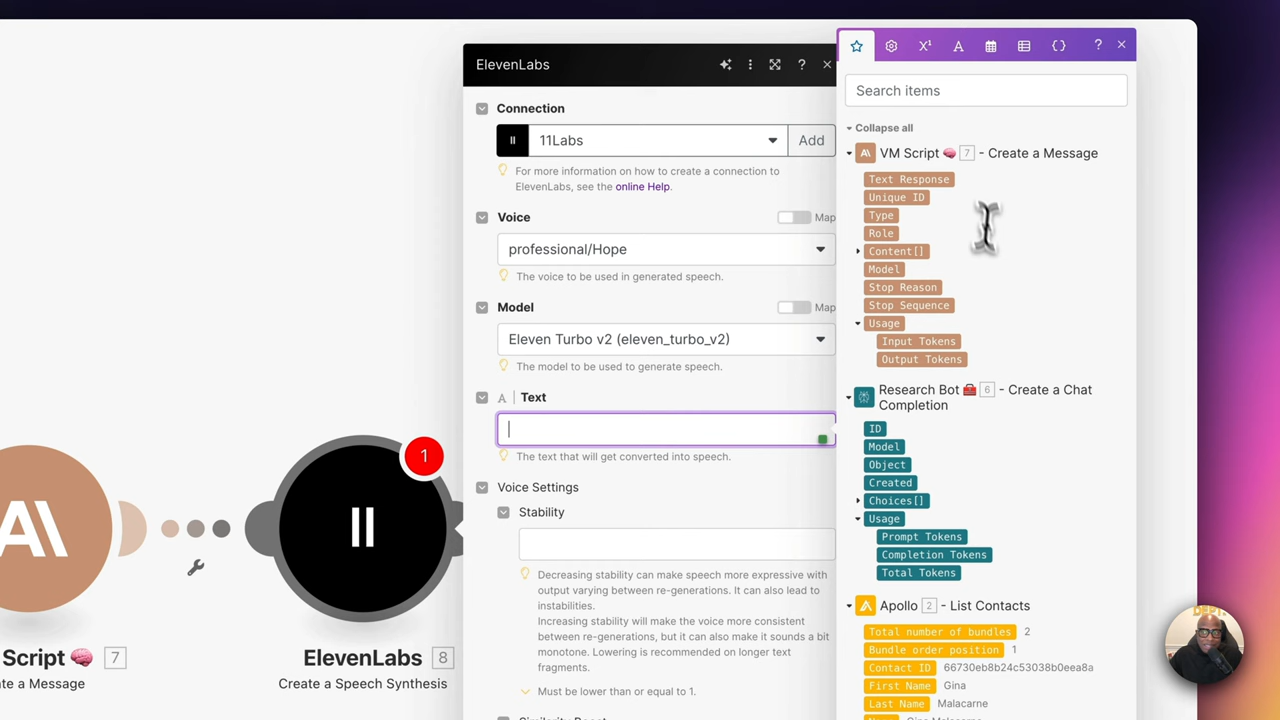 ElevenLabs
Connection
11Labs
Add
For more information on how to create a connection to
ElevenLabs, see the online Help.
Voice
Map
professional/Hope
The voice to be used in generated speech.
Model
Map
Eleven Turbo v2 (eleven_turbo_v2)
The model to be used to generate speech.
A Text
The text that will get converted into speech.
Voice Settings
Stability
Decreasing stability can make speech more expressive with
output varying between re-generations. It can also lead to
instabilities.
Increasing stability will make the voice more consistent
between re-generations, but it can also make it sounds a bit
monotone. Lowering is recommended on longer text
fragments.
Must be lower than or equal to 1.
Similarity Boost
Search items
Collapse all
VM Script 🧠 7 - Create a Message
Text Response
Unique ID
Type
Role
Content[]
Model
Stop Reason
Stop Sequence
Usage
Input Tokens
Output Tokens
Research Bot 🧰 6 - Create a Chat
Completion
ID
Model
Object
Created
Choices[]
Usage
Prompt Tokens
Completion Tokens
Total Tokens
Apollo 2 - List Contacts
Total number of bundles 2
Bundle order position 1
Contact ID 66730eb8b24c53038b0eea8a
First Name Gina
Last Name Malacarne
1
Script 🧠 7
te a Message
ElevenLabs 8
Create a Speech Synthesis